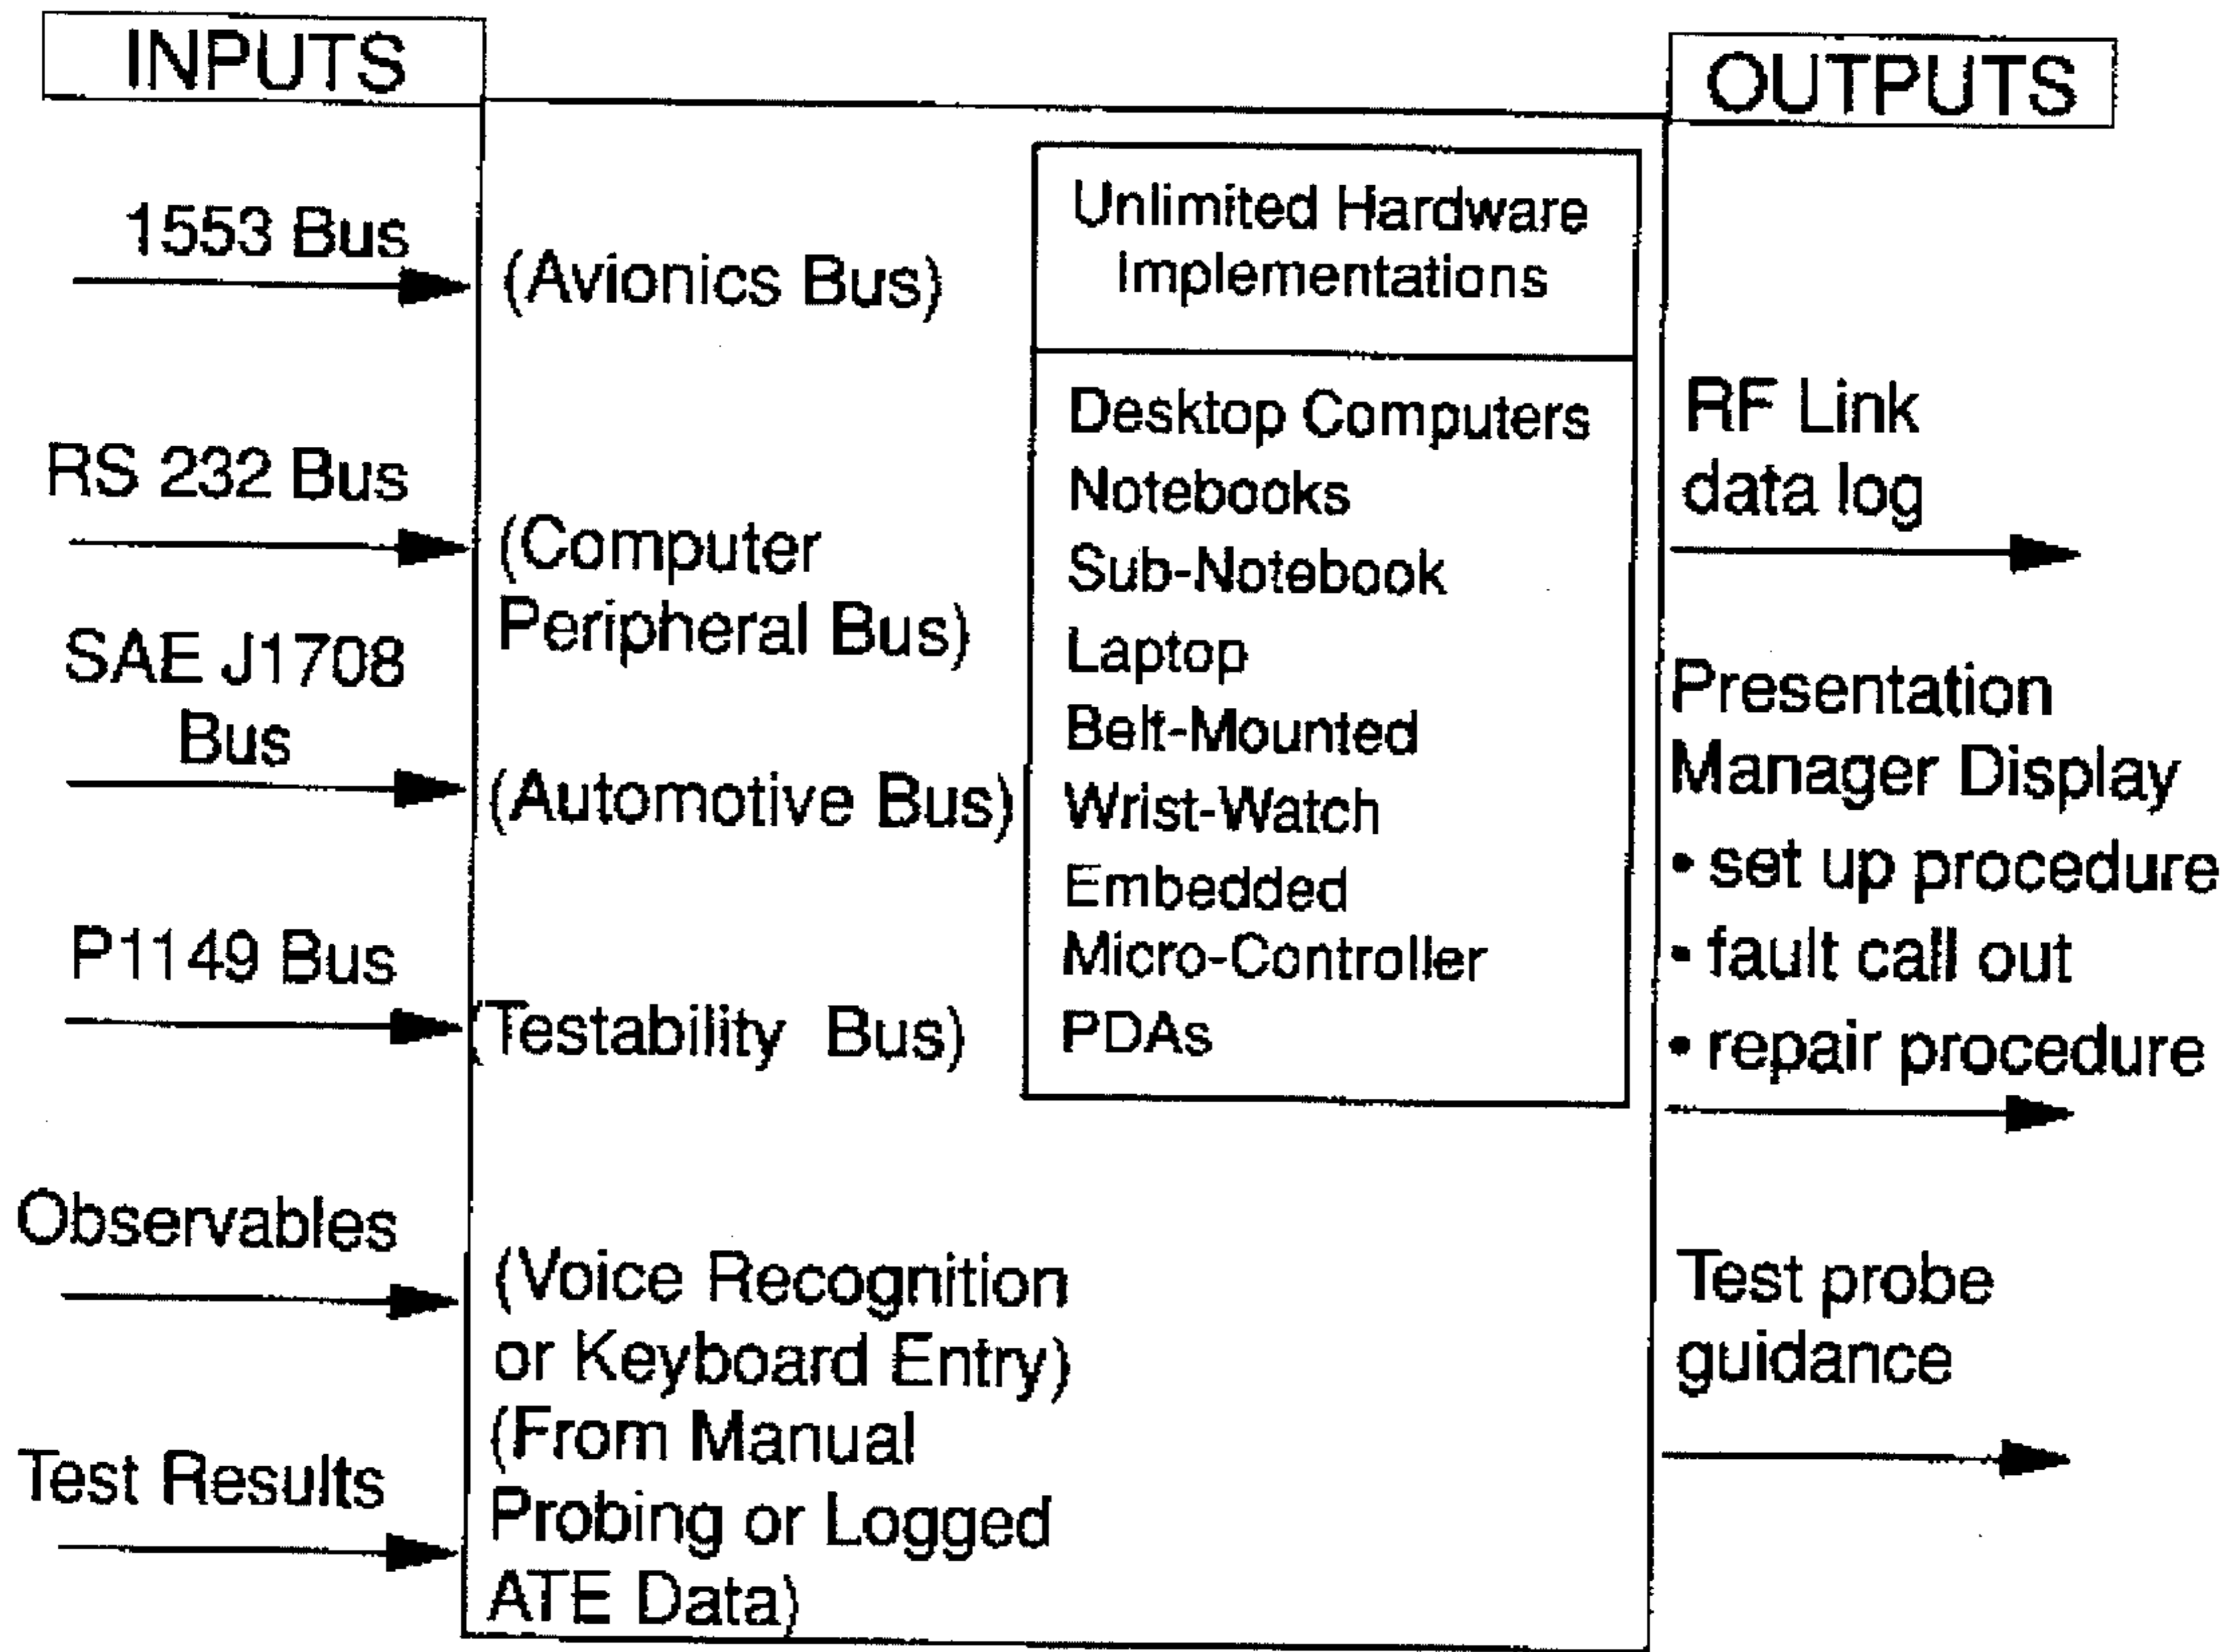 INPUTS
1553 Bus
RS 232 Bus
SAE J1708
Bus
P1149 Bus
Observables
Test Results
(Avionics Bus)
(Computer
Peripheral Bus)
(Automotive Bus)
(Testability Bus)
(Voice Recognition
or Keyboard Entry)
(From Manual
Probing or Logged
ATE Data)
Unlimited Hardware
Implementations
Desktop Computers
Notebooks
Sub-Notebook
Laptop
Belt-Mounted
Wrist-Watch
Embedded
Micro-Controller
PDAs
OUTPUTS
RF Link
data log
Presentation
Manager Display
• set up procedure
• fault call out
• repair procedure
Test probe
guidance